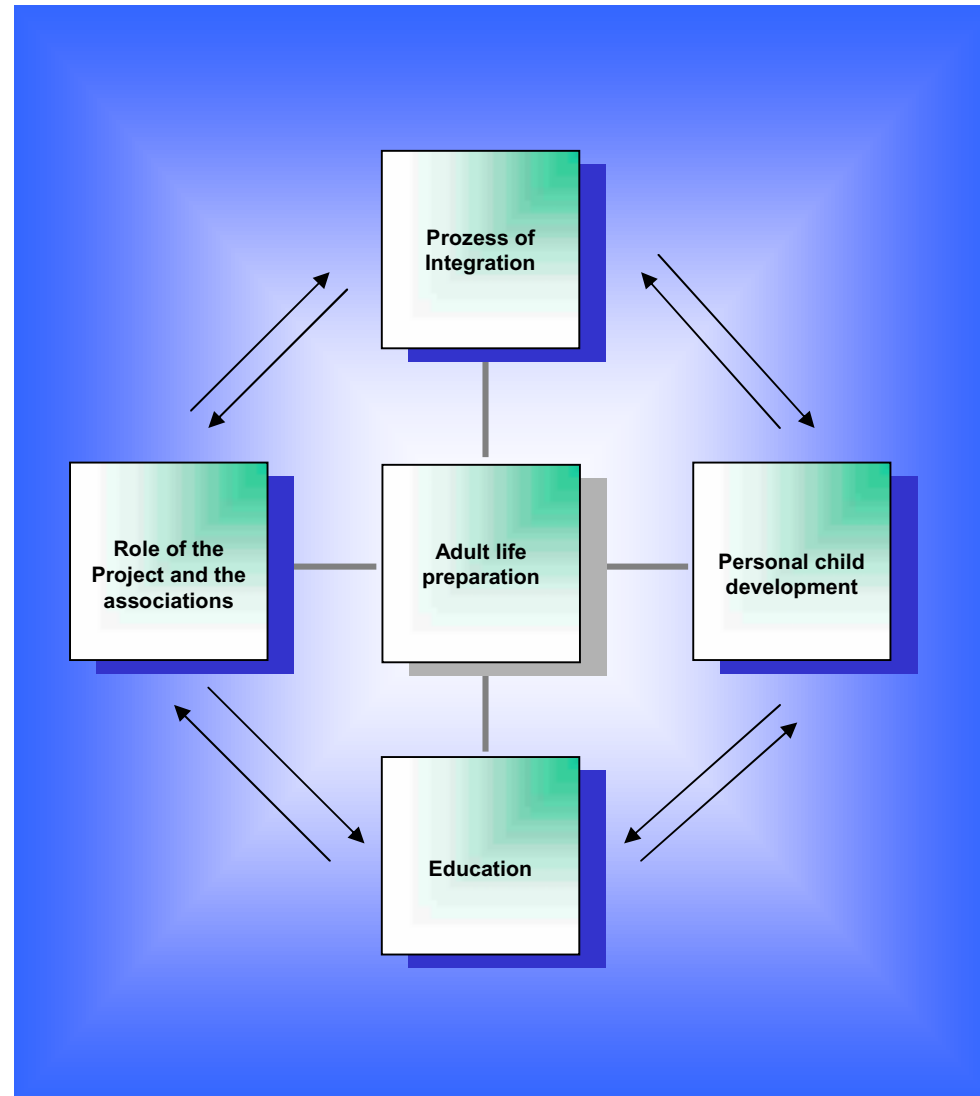 Prozess of
Integration
Role of the
Project and the
associations
Adult life
preparation
Personal child
development
Education